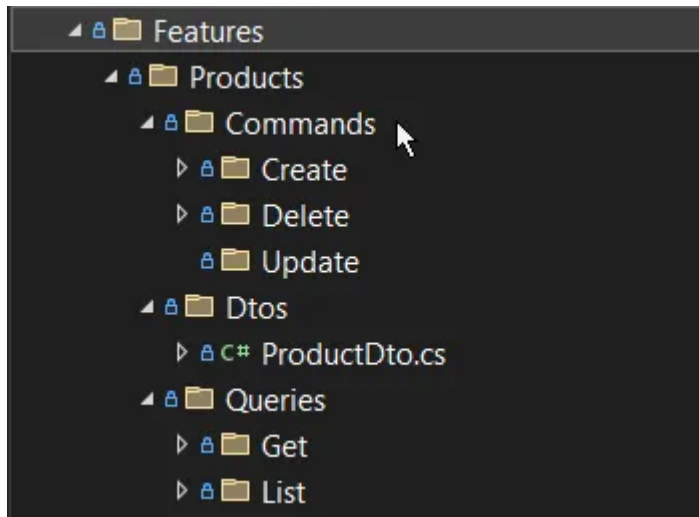 Features
Products
Commands
Create
Delete
Update
Dtos
C# ProductDto.cs
Queries
Get
List